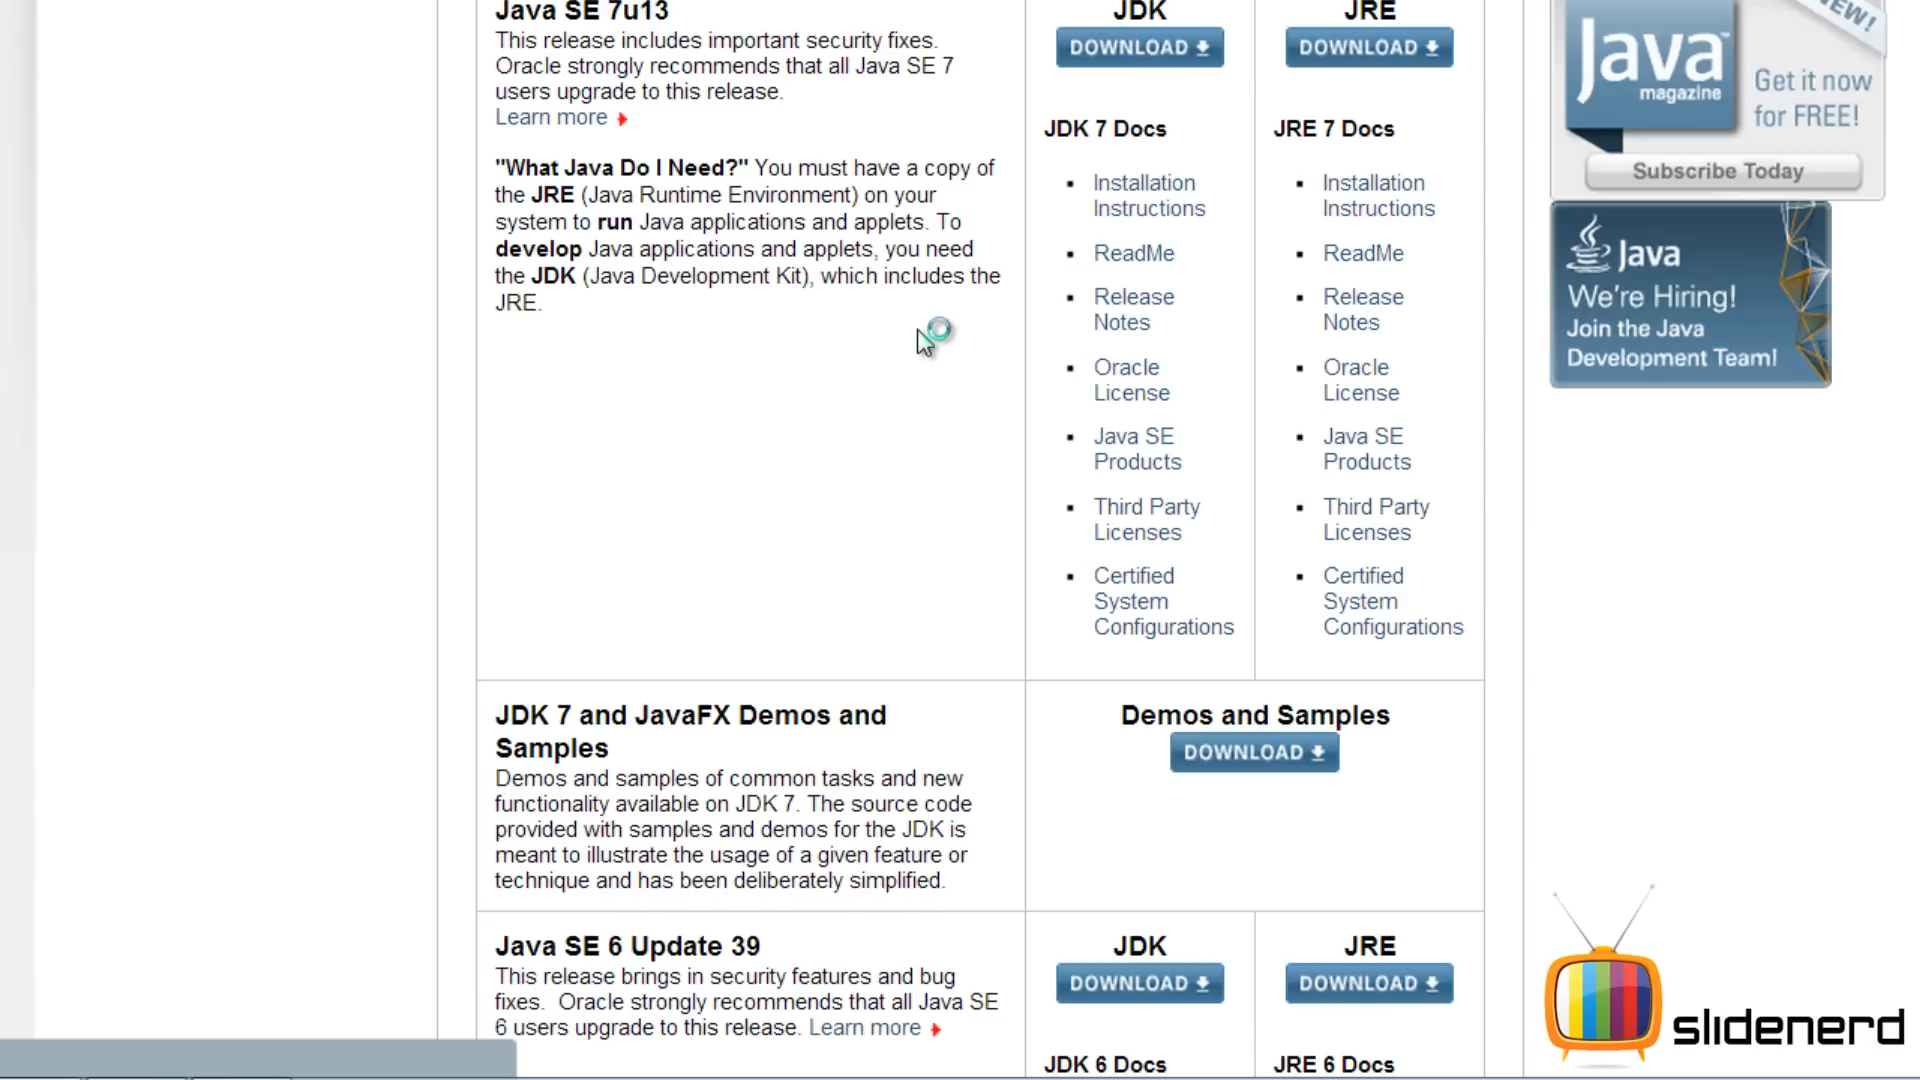 Java SE 7u13
This release includes important security fixes.
Oracle strongly recommends that all Java SE 7
users upgrade to this release.
Learn more
"What Java Do I Need?" You must have a copy of
the JRE (Java Runtime Environment) on your
system to run Java applications and applets. To
develop Java applications and applets, you need
the JDK (Java Development Kit), which includes the
JRE.
JDK
DOWNLOAD
JDK 7 Docs
Installation
Instructions
ReadMe
Release
Notes
Oracle
License
Java SE
Products
Third Party
Licenses
Certified
System
Configurations
JRE
DOWNLOAD
JRE 7 Docs
Installation
Instructions
ReadMe
Release
Notes
Oracle
License
Java SE
Products
Third Party
Licenses
Certified
System
Configurations
JDK 7 and JavaFX Demos and
Samples
Demos and samples of common tasks and new
functionality available on JDK 7. The source code
provided with samples and demos for the JDK is
meant to illustrate the usage of a given feature or
technique and has been deliberately simplified.
Demos and Samples
DOWNLOAD
Java SE 6 Update 39
This release brings in security features and bug
fixes.  Oracle strongly recommends that all Java SE
6 users upgrade to this release. Learn more
JDK
DOWNLOAD
JDK 6 Docs
JRE
DOWNLOAD
JRE 6 Docs
NEW!
Java™
magazine
Get it now
for FREE!
Subscribe Today
Java
We're Hiring!
Join the Java
Development Team!
slidenerd